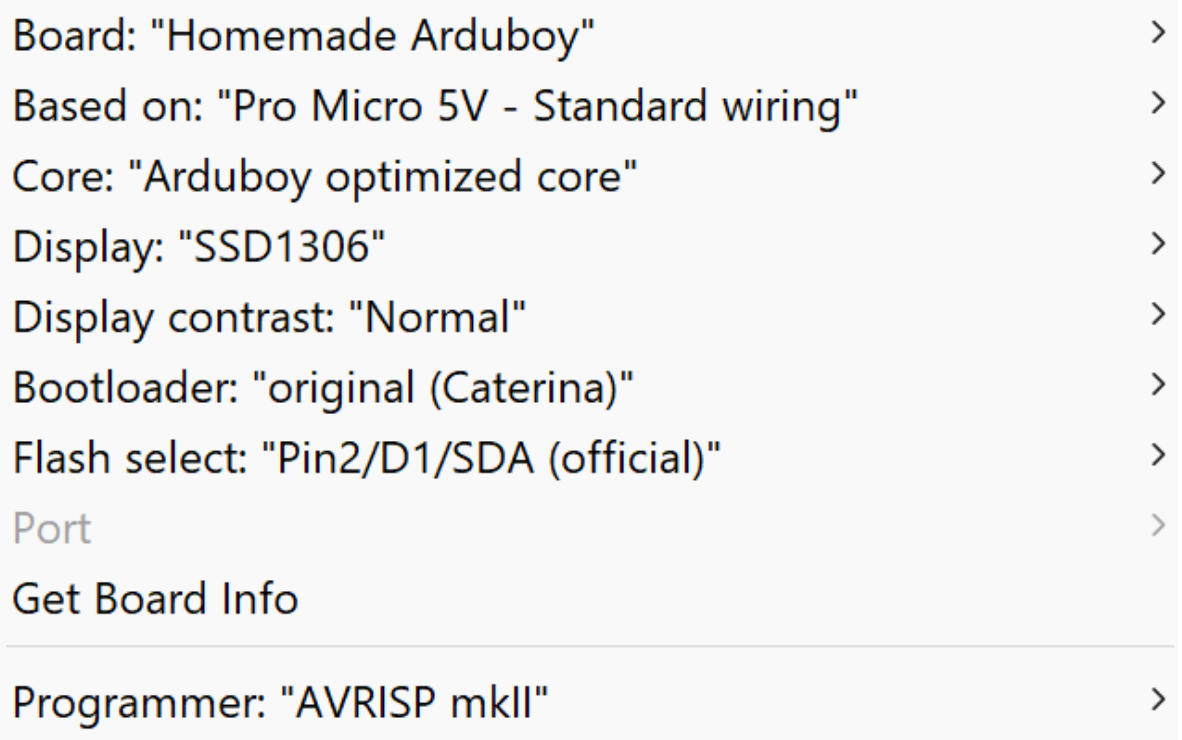 Board: "Homemade Arduboy"
Based on: "Pro Micro 5V - Standard wiring"
Core: "Arduboy optimized core"
Display: "SSD1306"
Display contrast: "Normal"
Bootloader: "original (Caterina)"
Flash select: "Pin2/D1/SDA (official)"
Port
Get Board Info
Programmer: "AVRISP mkII"